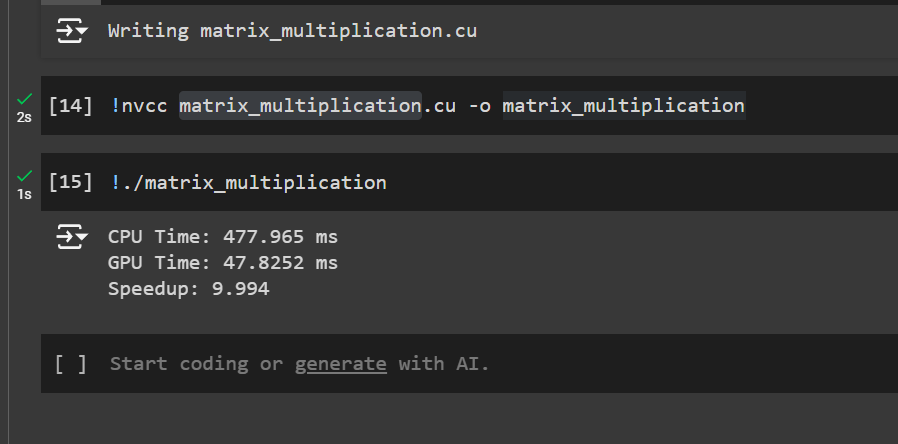 Writing matrix_multiplication.cu
[14] !nvcc matrix_multiplication.cu -o matrix_multiplication
2s
[15] !./matrix_multiplication
1s
CPU Time: 477.965 ms
GPU Time: 47.8252 ms
Speedup: 9.994
[ ] Start coding or generate with AI.